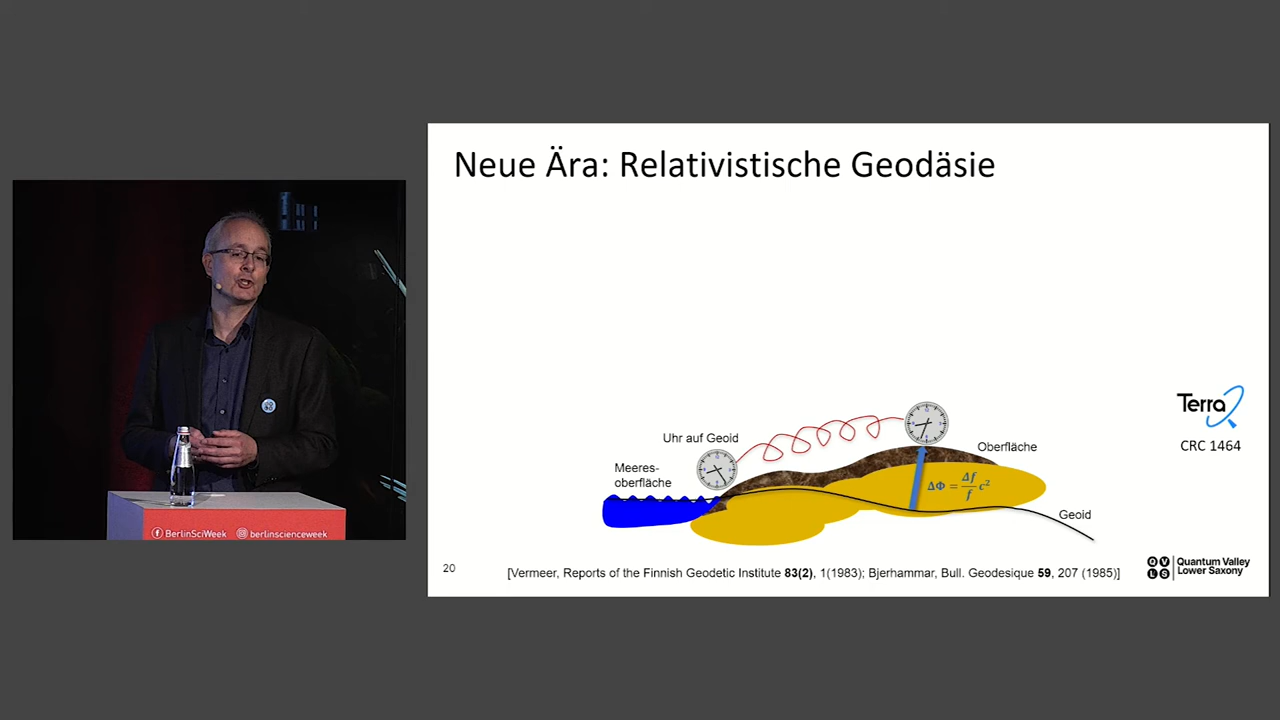 Neue Ära: Relativistische Geodäsie
Terra
CRC 1464
Uhr auf Geoid
Oberfläche
Meeres-
oberfläche
ΔΦ = Δf/f c²
Geoid
20
[Vermeer, Reports of the Finnish Geodetic Institute 83(2), 1(1983); Bjerhammar, Bull. Geodesique 59, 207 (1985)]
QVLS
Quantum Valley
Lower Saxony
BerlinSciWeek
berlinscienceweek